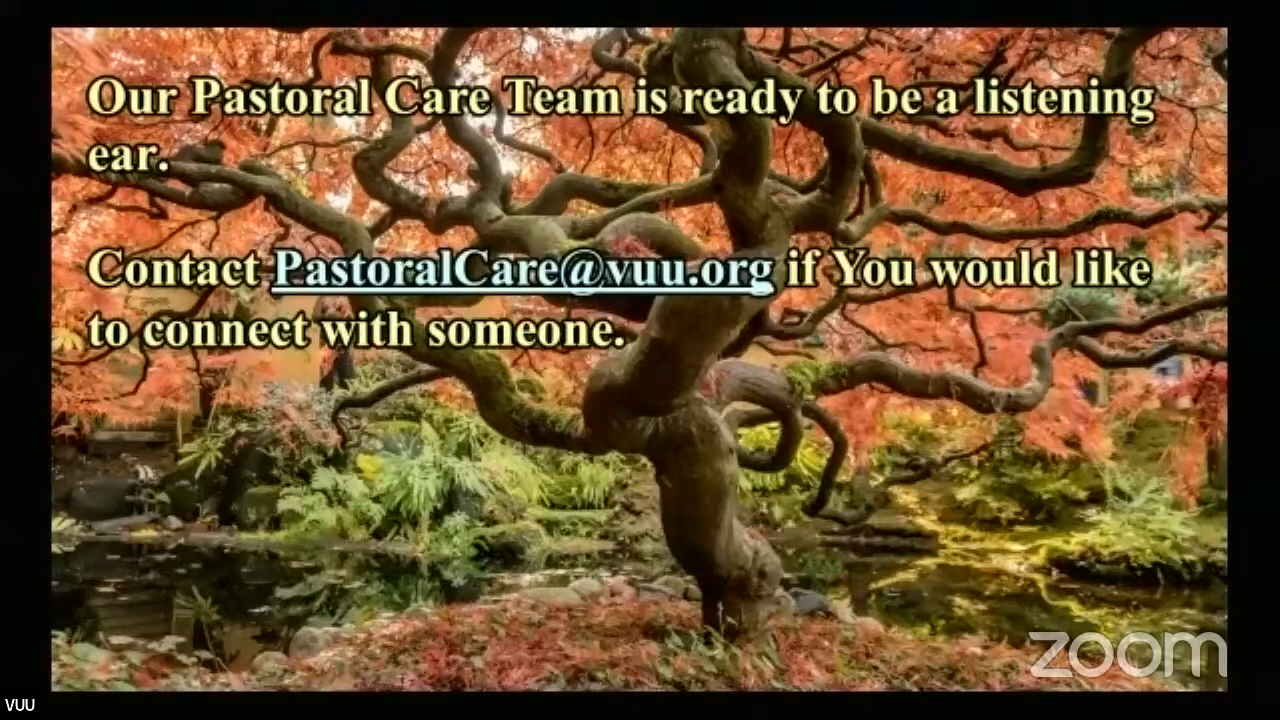 Our Pastoral Care Team is ready to be a listening
ear.
Contact PastoralCare@vuu.org if You would like
to connect with someone.
zoom
VUU